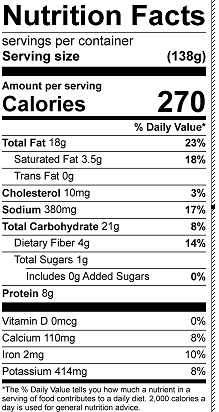 Nutrition Facts
servings per container
Serving size (138g)
Amount per serving
Calories 270
% Daily Value*
Total Fat 18g 23%
Saturated Fat 3.5g 18%
Trans Fat 0g
Cholesterol 10mg 3%
Sodium 380mg 17%
Total Carbohydrate 21g 8%
Dietary Fiber 4g 14%
Total Sugars 1g
Includes 0g Added Sugars 0%
Protein 8g
Vitamin D 0mcg 0%
Calcium 110mg 8%
Iron 2mg 10%
Potassium 414mg 8%
*The % Daily Value tells you how much a nutrient in a
serving of food contributes to a daily diet. 2,000 calories a
day is used for general nutrition advice.